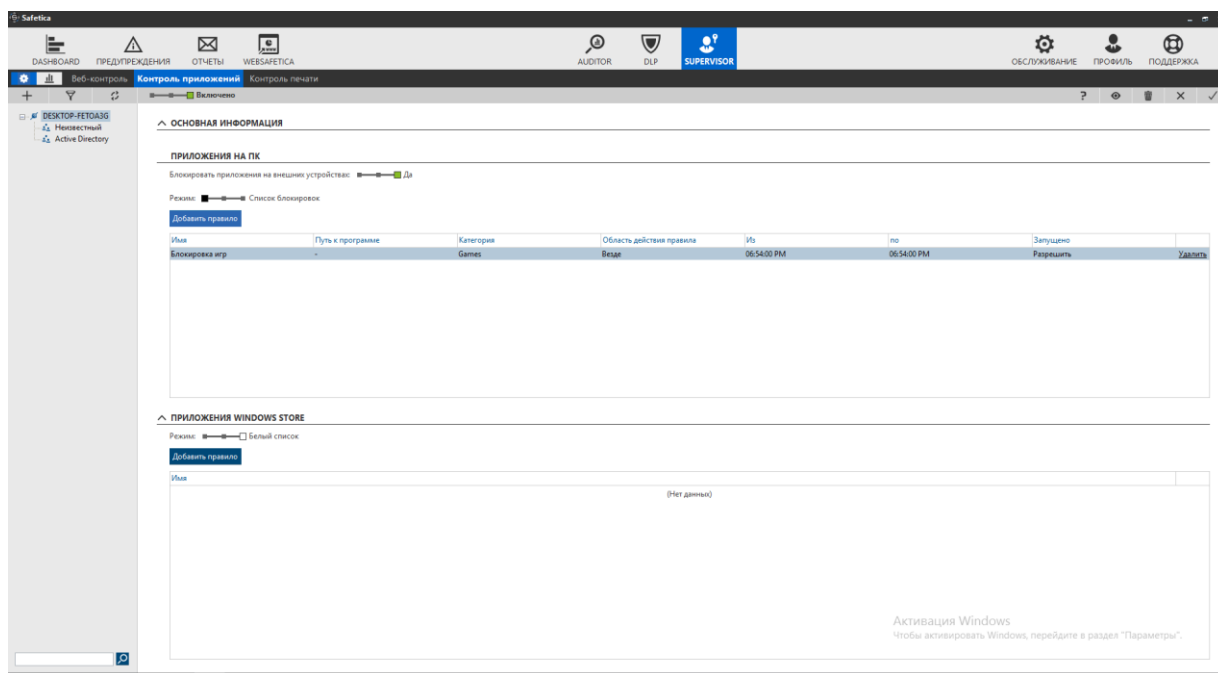 Safetica
DASHBOARD ПРЕДУПРЕЖДЕНИЯ ОТЧЕТЫ WEBSAFETICA AUDITOR DLP SUPERVISOR ОБСЛУЖИВАНИЕ ПРОФИЛЬ ПОДДЕРЖКА
Веб-контроль Контроль приложений Контроль печати
Включено
DESKTOP-FETOA3G
Неизвестный
Active Directory
ОСНОВНАЯ ИНФОРМАЦИЯ
ПРИЛОЖЕНИЯ НА ПК
Блокировать приложения на внешних устройствах: Да
Режим: Список блокировок
Добавить правило
Имя Путь к программе Категория Область действия правила Из по Запущено
Блокировка игр - Games Везде 06:54:00 PM 06:54:00 PM Разрешить Удалить
ПРИЛОЖЕНИЯ WINDOWS STORE
Режим: Белый список
Добавить правило
Имя
(Нет данных)
Активация Windows
Чтобы активировать Windows, перейдите в раздел "Параметры".